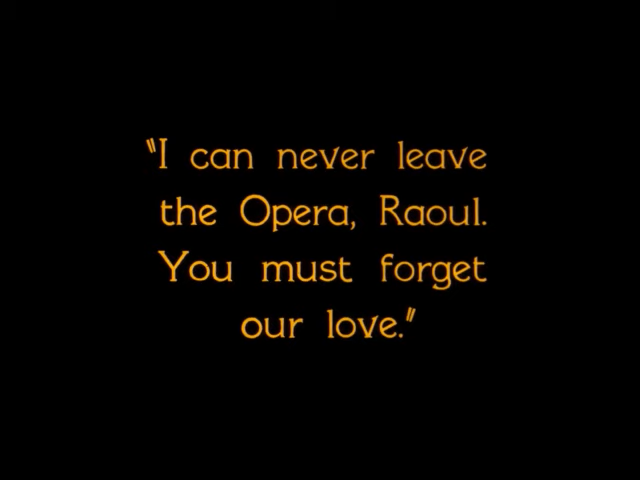 "I can never leave
the Opera, Raoul.
You must forget
our love."